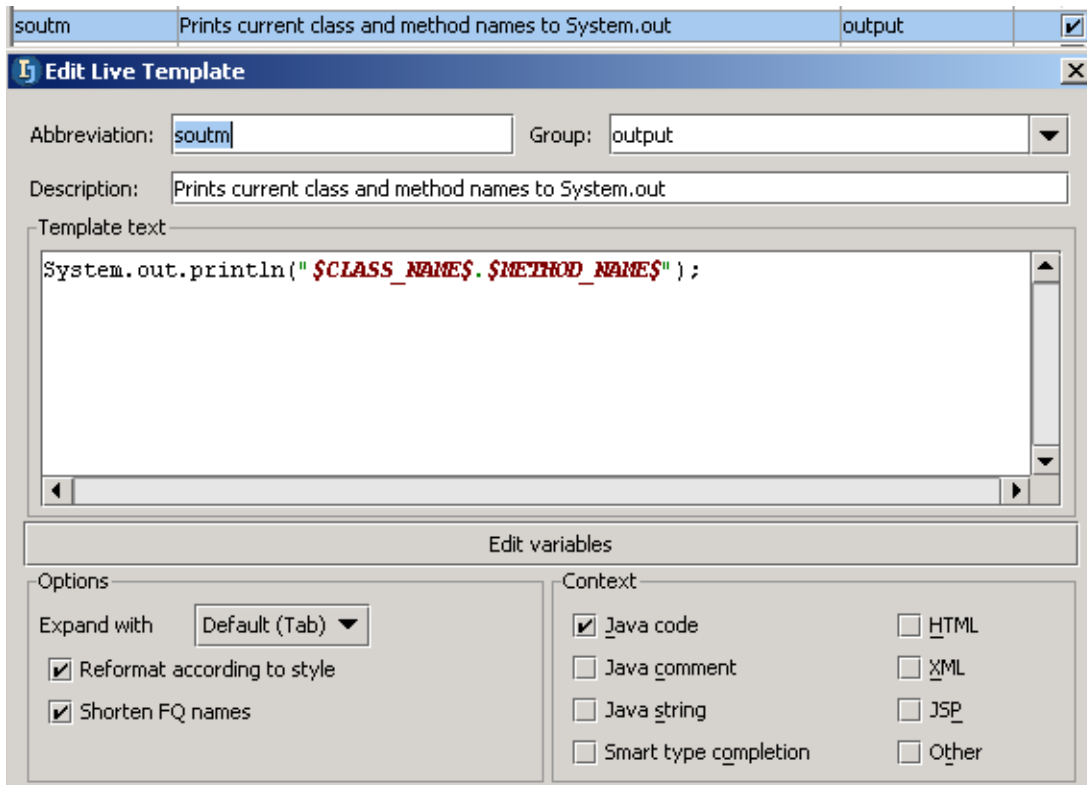 soutm Prints current class and method names to System.out output
Edit Live Template
Abbreviation: soutm Group: output
Description: Prints current class and method names to System.out
Template text
System.out.println("$CLASS_NAME$.$METHOD_NAME$");
Edit variables
Options Context
Expand with Default (Tab) Java code HTML
Reformat according to style Java comment XML
Shorten FQ names Java string JSP
Smart type completion Other